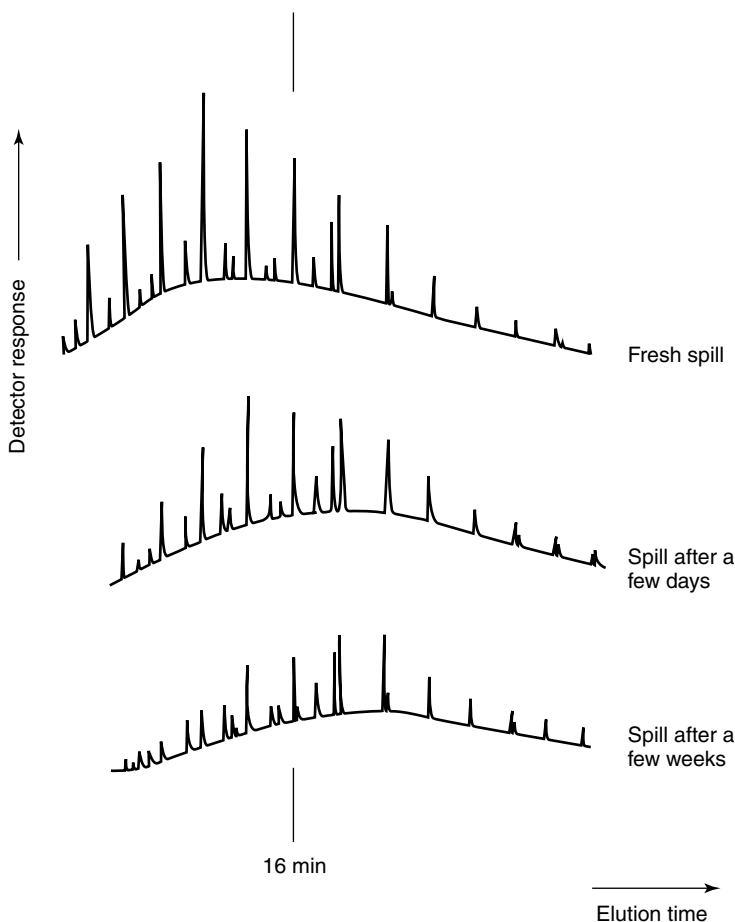 Detector response
Fresh spill
Spill after a
few days
Spill after a
few weeks
16 min
Elution time